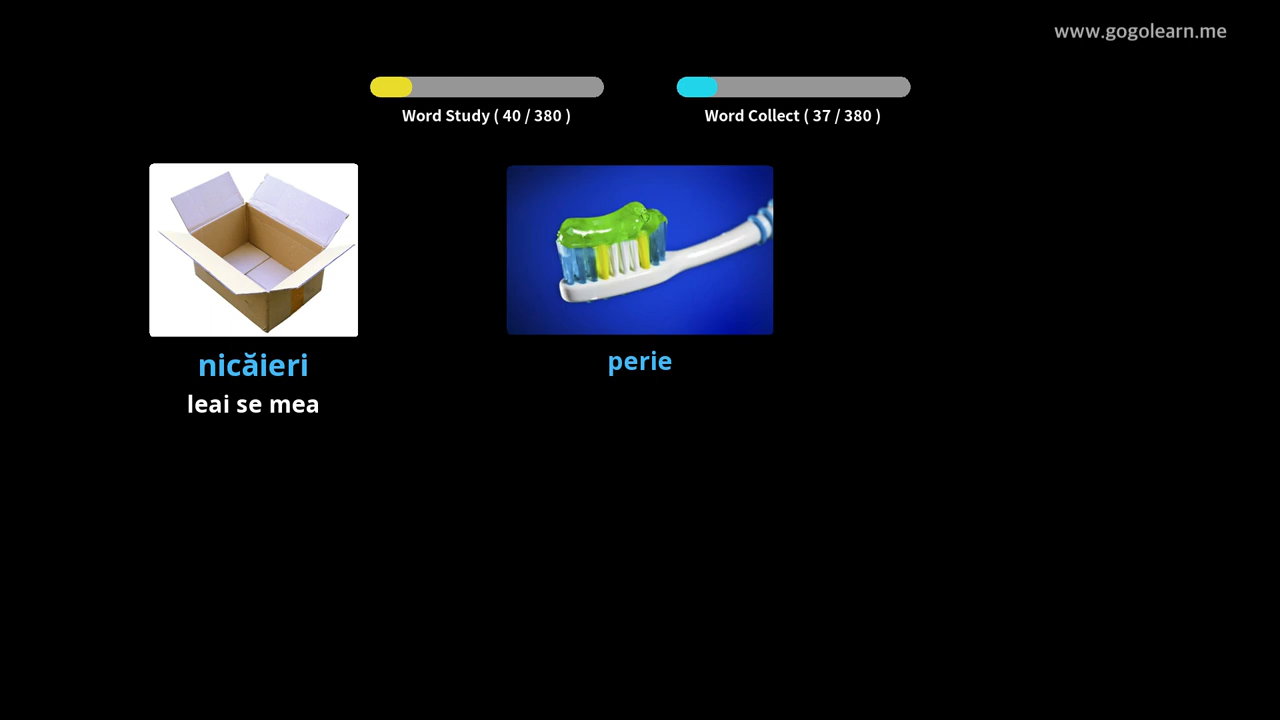 www.gogolearn.me
Word Study ( 40 / 380 )
Word Collect ( 37 / 380 )
nicăieri
leai se mea
perie